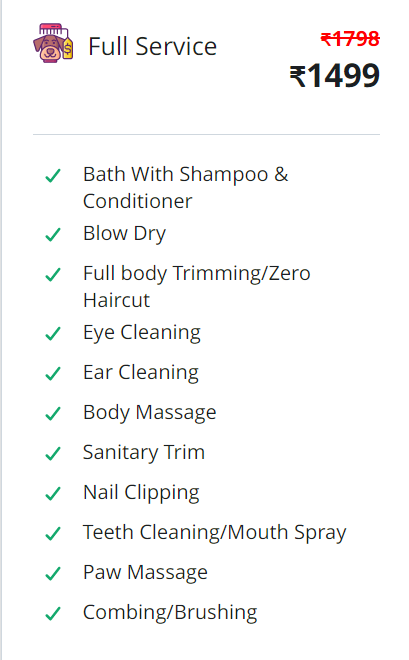 Full Service
₹1798
₹1499
Bath With Shampoo &
Conditioner
Blow Dry
Full body Trimming/Zero
Haircut
Eye Cleaning
Ear Cleaning
Body Massage
Sanitary Trim
Nail Clipping
Teeth Cleaning/Mouth Spray
Paw Massage
Combing/Brushing